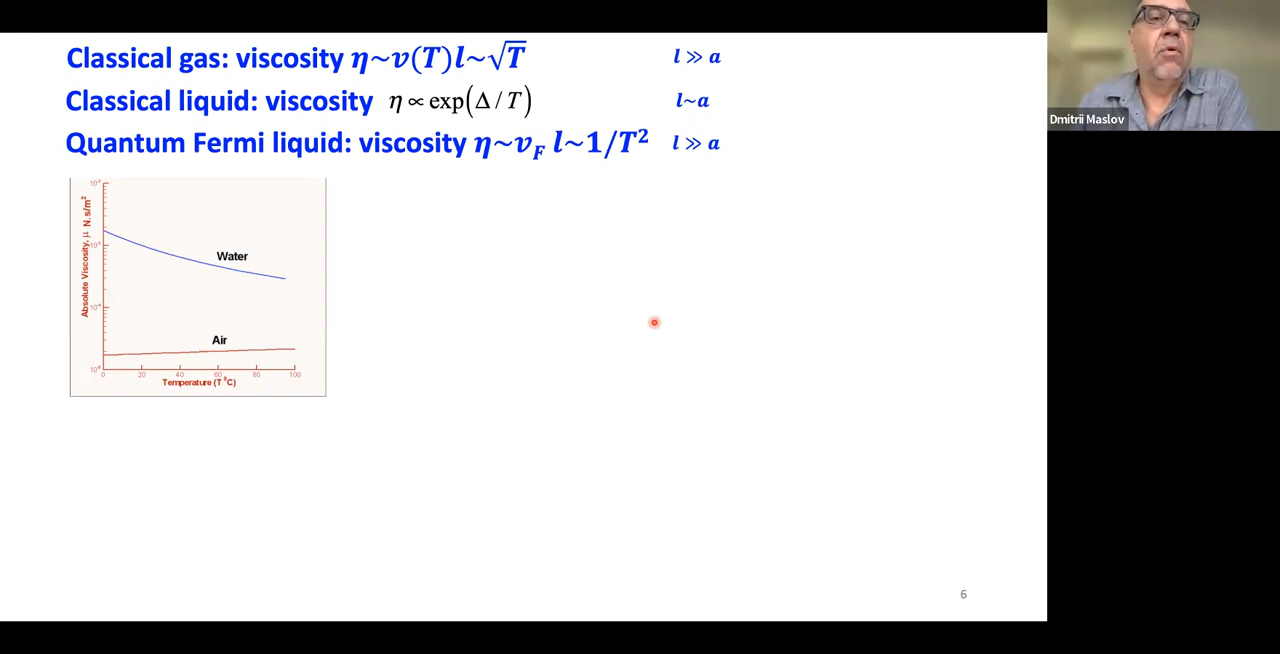 Classical gas: viscosity η~v(T)l~√T l ≫ a
Classical liquid: viscosity η ∝ exp(Δ / T) l~a
Quantum Fermi liquid: viscosity η~v_F l~1/T² l ≫ a
Absolute Viscosity, μ N.s/m²
Water
Air
0 20 40 60 80 100
Temperature (T ⁰C)
6
Dmitrii Maslov